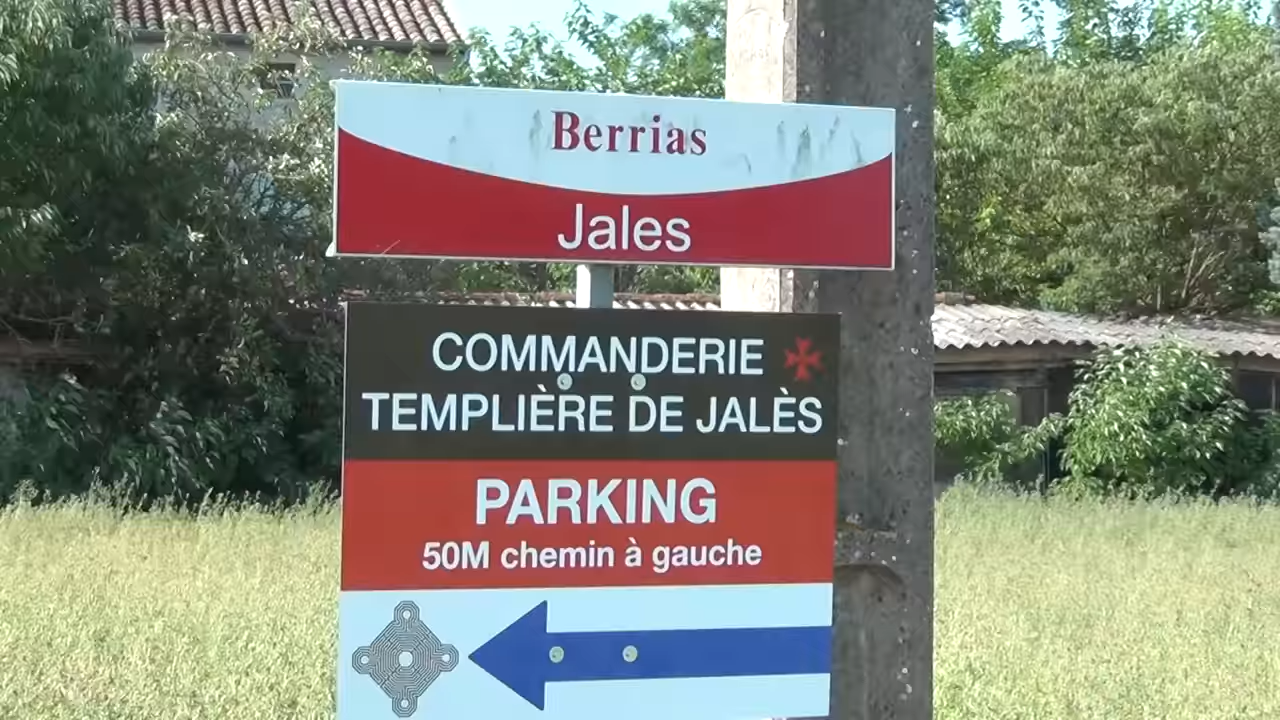 Berrias
Jales
COMMANDERIE
TEMPLIÈRE DE JALÈS
PARKING
50M chemin à gauche